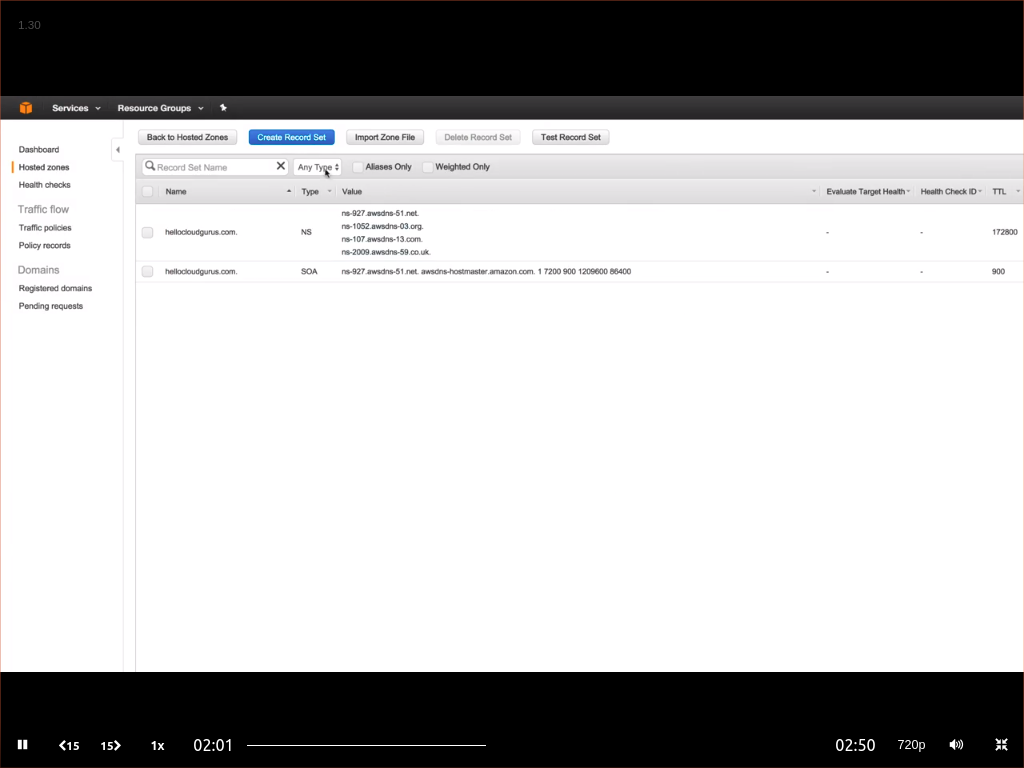 1.30
Services Resource Groups
Back to Hosted Zones Create Record Set Import Zone File Delete Record Set Test Record Set
Dashboard
Hosted zones
Health checks
Traffic flow
Traffic policies
Policy records
Domains
Registered domains
Pending requests
Record Set Name Any Type Aliases Only Weighted Only
Name Type Value Evaluate Target Health Health Check ID TTL
hellocloudgurus.com. NS
ns-927.awsdns-51.net.
ns-1052.awsdns-03.org.
ns-107.awsdns-13.com.
ns-2009.awsdns-59.co.uk.
- - 172800
hellocloudgurus.com. SOA ns-927.awsdns-51.net. awsdns-hostmaster.amazon.com. 1 7200 900 1209600 86400 - - 900
15 15 1x 02:01 02:50 720p